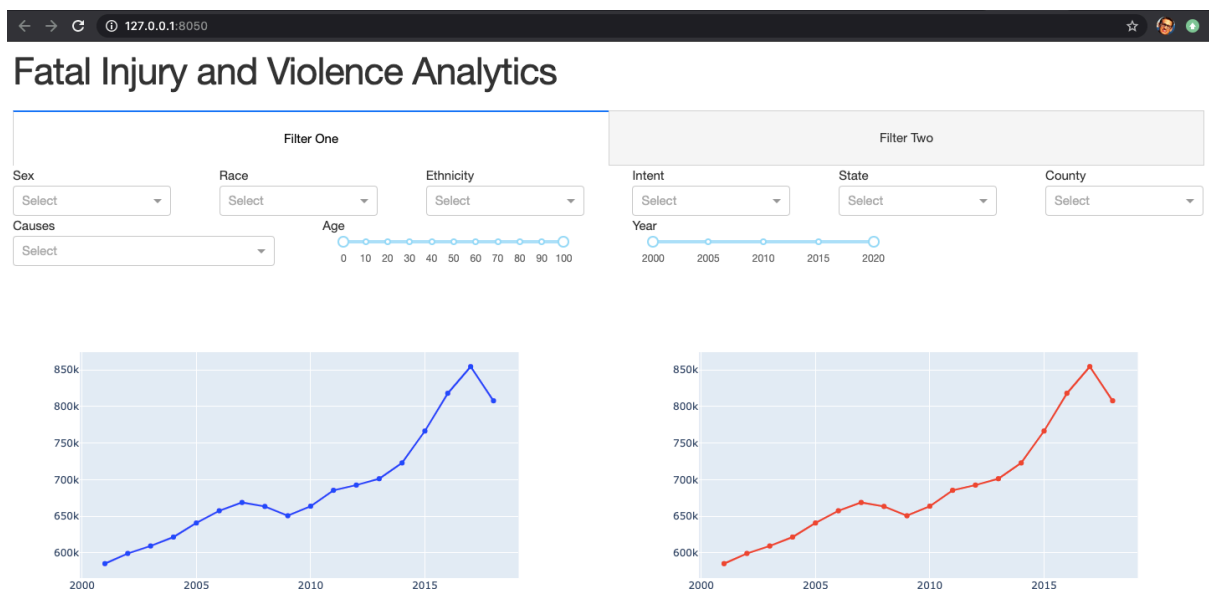 127.0.0.1:8050
Fatal Injury and Violence Analytics
Filter One Filter Two
Sex Race Ethnicity Intent State County
Select Select Select Select Select Select
Causes Age Year
Select
0 10 20 30 40 50 60 70 80 90 100 2000 2005 2010 2015 2020
850k 850k
800k 800k
750k 750k
700k 700k
650k 650k
600k 600k
2000 2005 2010 2015 2000 2005 2010 2015